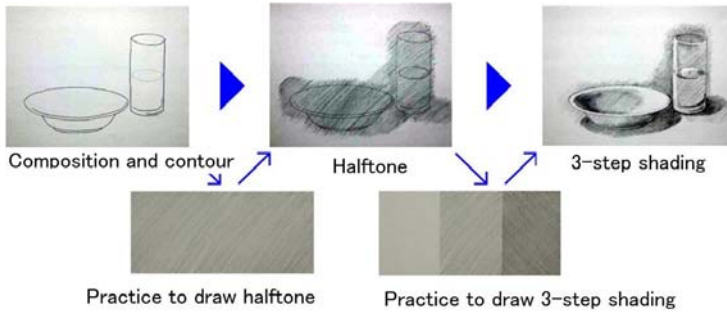 Composition and contour
Halftone
3-step shading
Practice to draw halftone
Practice to draw 3-step shading